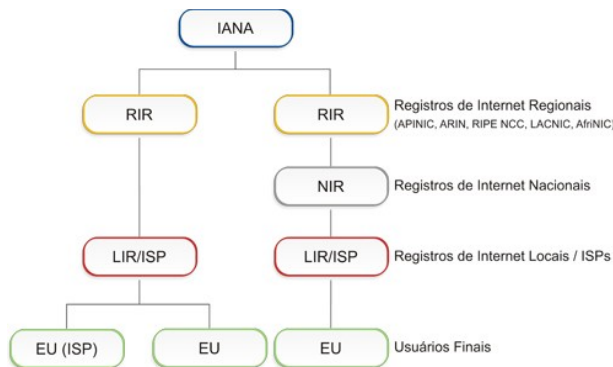 IANA
RIR
RIR
Registros de Internet Regionais
(APINIC, ARIN, RIPE NCC, LACNIC, AfriNIC)
NIR
Registros de Internet Nacionais
LIR/ISP
LIR/ISP
Registros de Internet Locais / ISPs
EU (ISP)
EU
EU
Usuários Finais